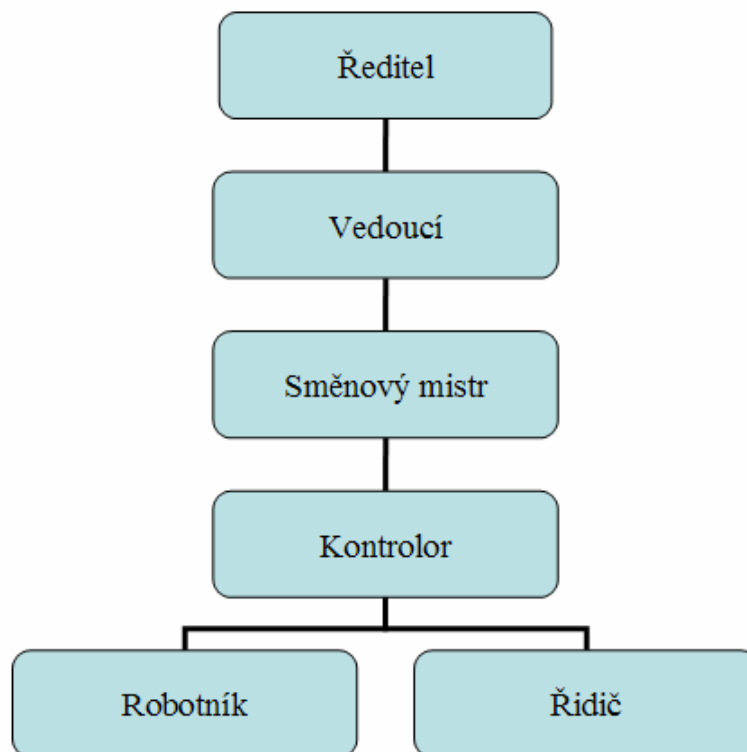 Ředitel
Vedoucí
Směnový mistr
Kontrolor
Robotník
Řidič